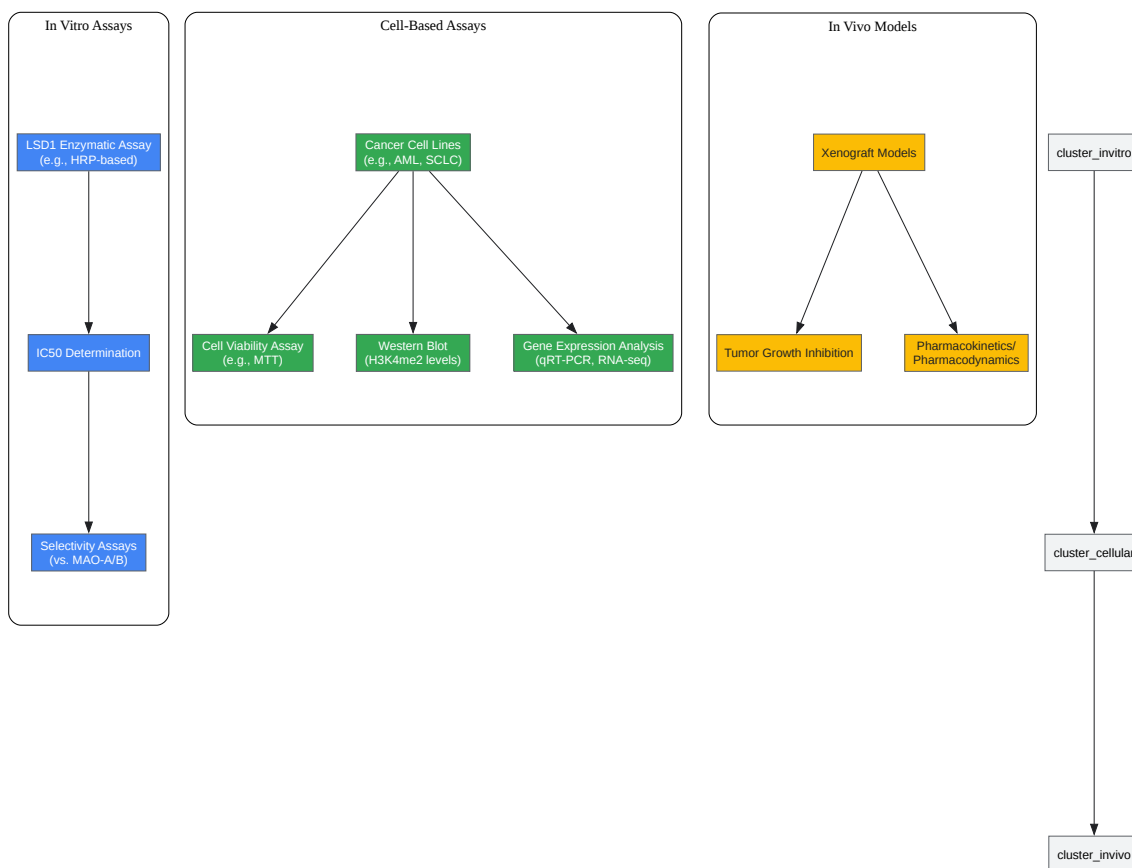 In Vitro Assays
LSD1 Enzymatic Assay
(e.g., HRP-based)
IC50 Determination
Selectivity Assays
(vs. MAO-A/B)
Cell-Based Assays
Cancer Cell Lines
(e.g., AML, SCLC)
Cell Viability Assay
(e.g., MTT)
Western Blot
(H3K4me2 levels)
Gene Expression Analysis
(qRT-PCR, RNA-seq)
In Vivo Models
Xenograft Models
Tumor Growth Inhibition
Pharmacokinetics/
Pharmacodynamics
cluster_invitro
cluster_cellular
cluster_invivo